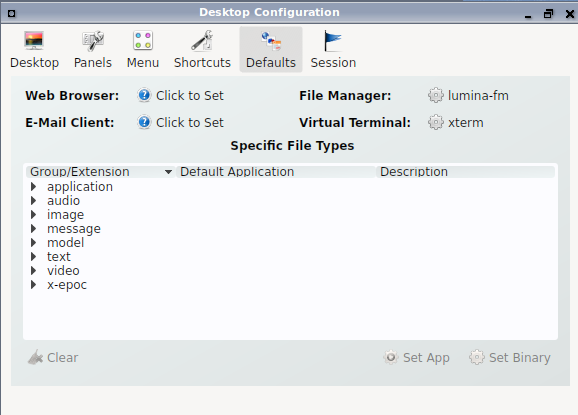 Desktop Configuration
Desktop Panels Menu Shortcuts Defaults Session
Web Browser: Click to Set File Manager: lumina-fm
E-Mail Client: Click to Set Virtual Terminal: xterm
Specific File Types
Group/Extension Default Application Description
application
audio
image
message
model
text
video
x-epoc
Clear Set App Set Binary